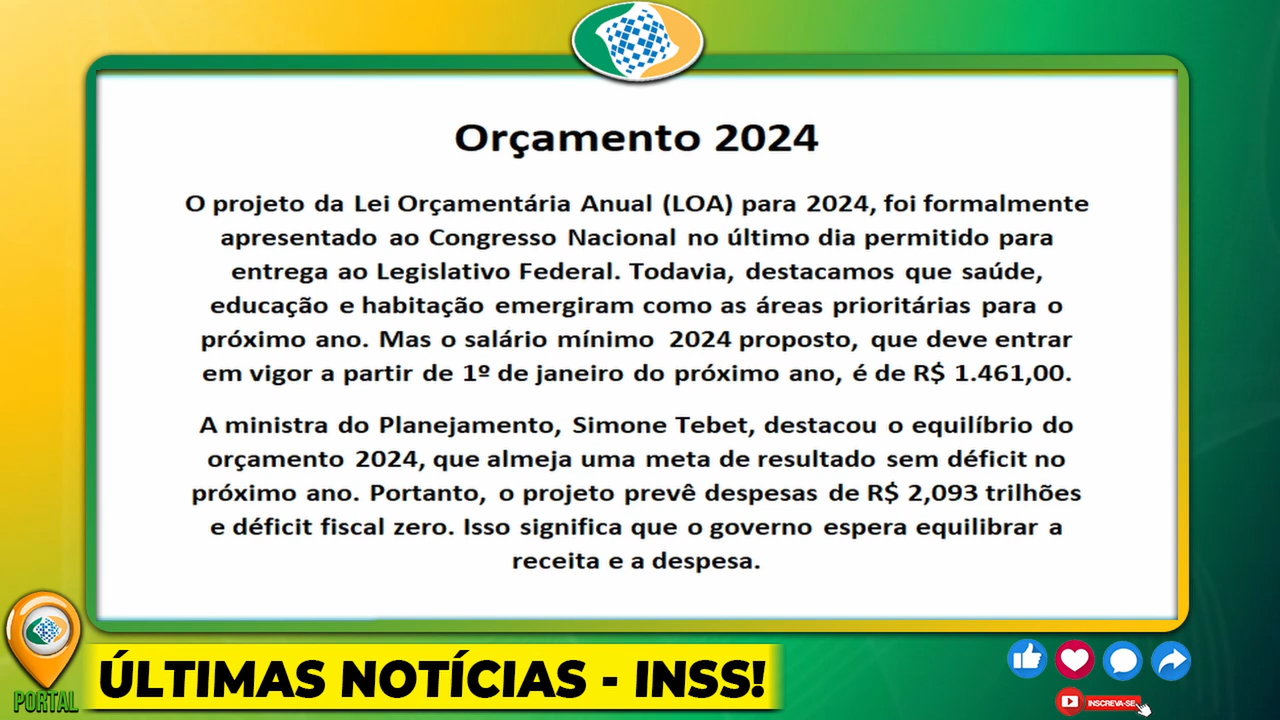 Orçamento 2024
O projeto da Lei Orçamentária Anual (LOA) para 2024, foi formalmente
apresentado ao Congresso Nacional no último dia permitido para
entrega ao Legislativo Federal. Todavia, destacamos que saúde,
educação e habitação emergiram como as áreas prioritárias para o
próximo ano. Mas o salário mínimo 2024 proposto, que deve entrar
em vigor a partir de 1º de janeiro do próximo ano, é de R$ 1.461,00.
A ministra do Planejamento, Simone Tebet, destacou o equilíbrio do
orçamento 2024, que almeja uma meta de resultado sem déficit no
próximo ano. Portanto, o projeto prevê despesas de R$ 2,093 trilhões
e déficit fiscal zero. Isso significa que o governo espera equilibrar a
receita e a despesa.
PORTAL
ÚLTIMAS NOTÍCIAS - INSS!
INSCREVA-SE